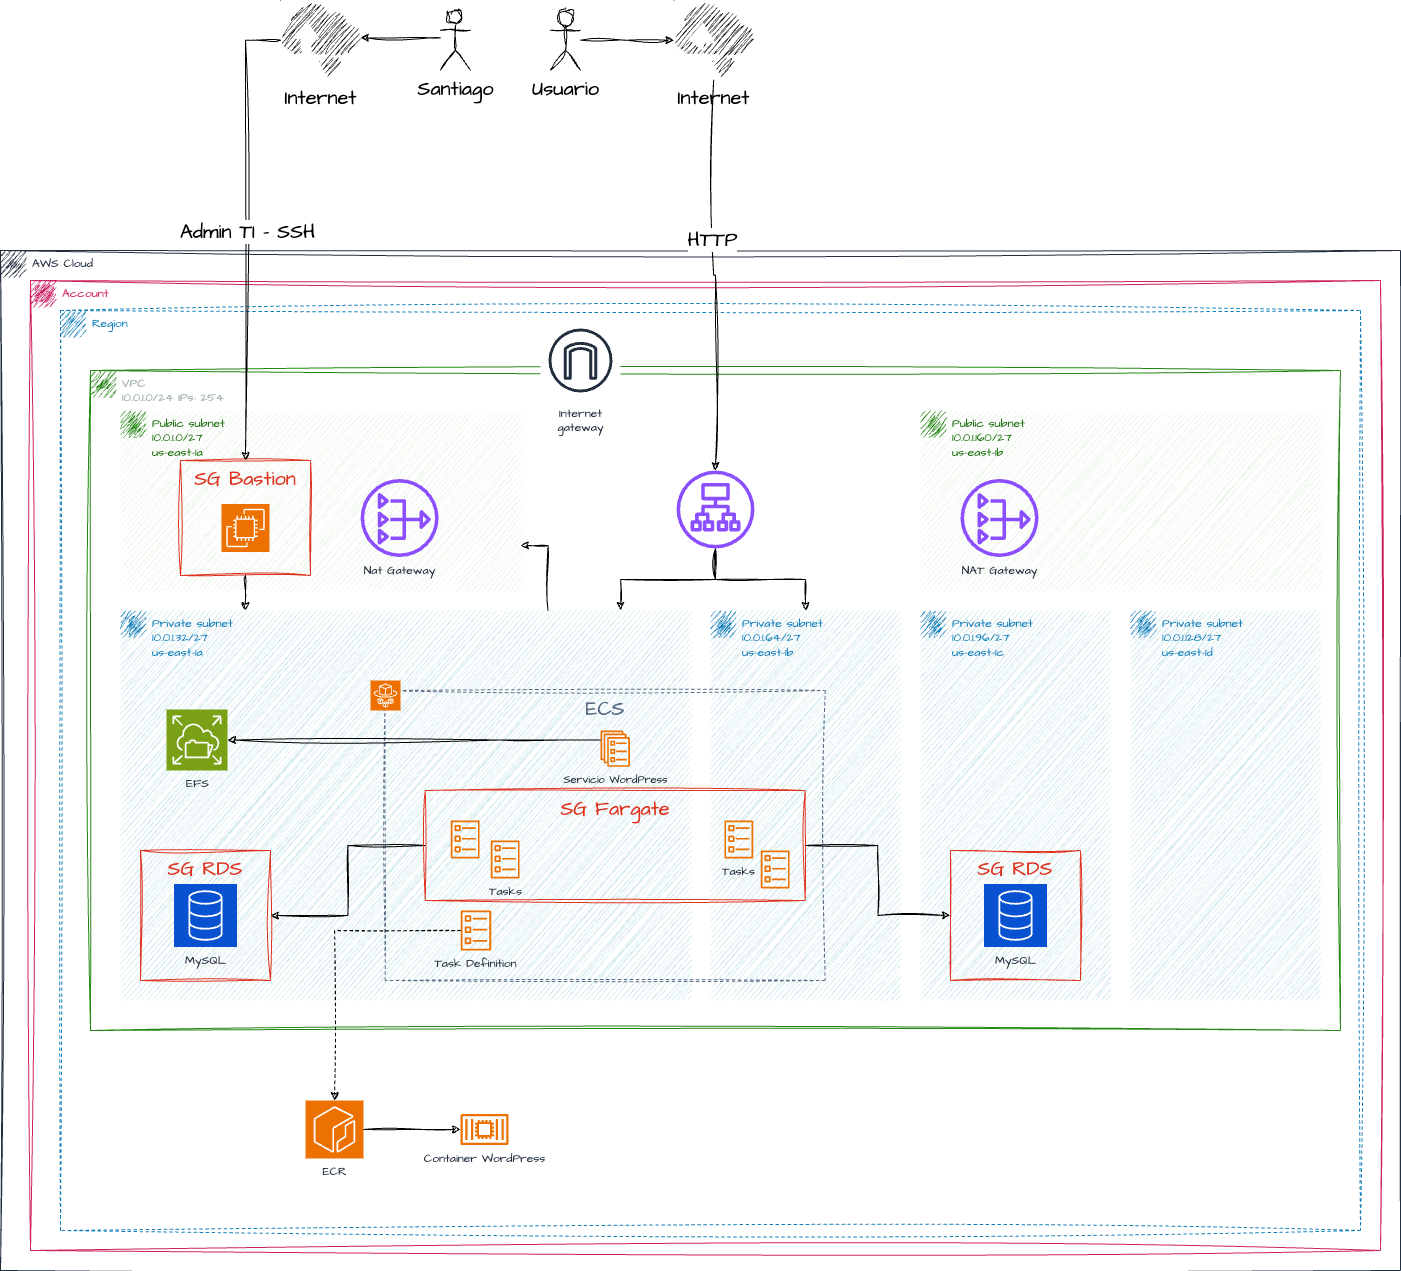 Internet
Santiago
Usuario
Internet
Admin TI - SSH
HTTP
AWS Cloud
Account
Region
VPC
10.0.1.0/24 IPs: 254
Internet
gateway
Public subnet
10.0.1.0/27
us-east-1a
Public subnet
10.0.1.160/27
us-east-1b
SG Bastion
Nat Gateway
NAT Gateway
Private subnet
10.0.1.32/27
us-east-1a
Private subnet
10.0.1.64/27
us-east-1b
Private subnet
10.0.1.96/27
us-east-1c
Private subnet
10.0.1.128/27
us-east-1d
ECS
EFS
Servicio WordPress
SG Fargate
Tasks
Tasks
SG RDS
MySQL
SG RDS
MySQL
Task Definition
ECR
Container WordPress